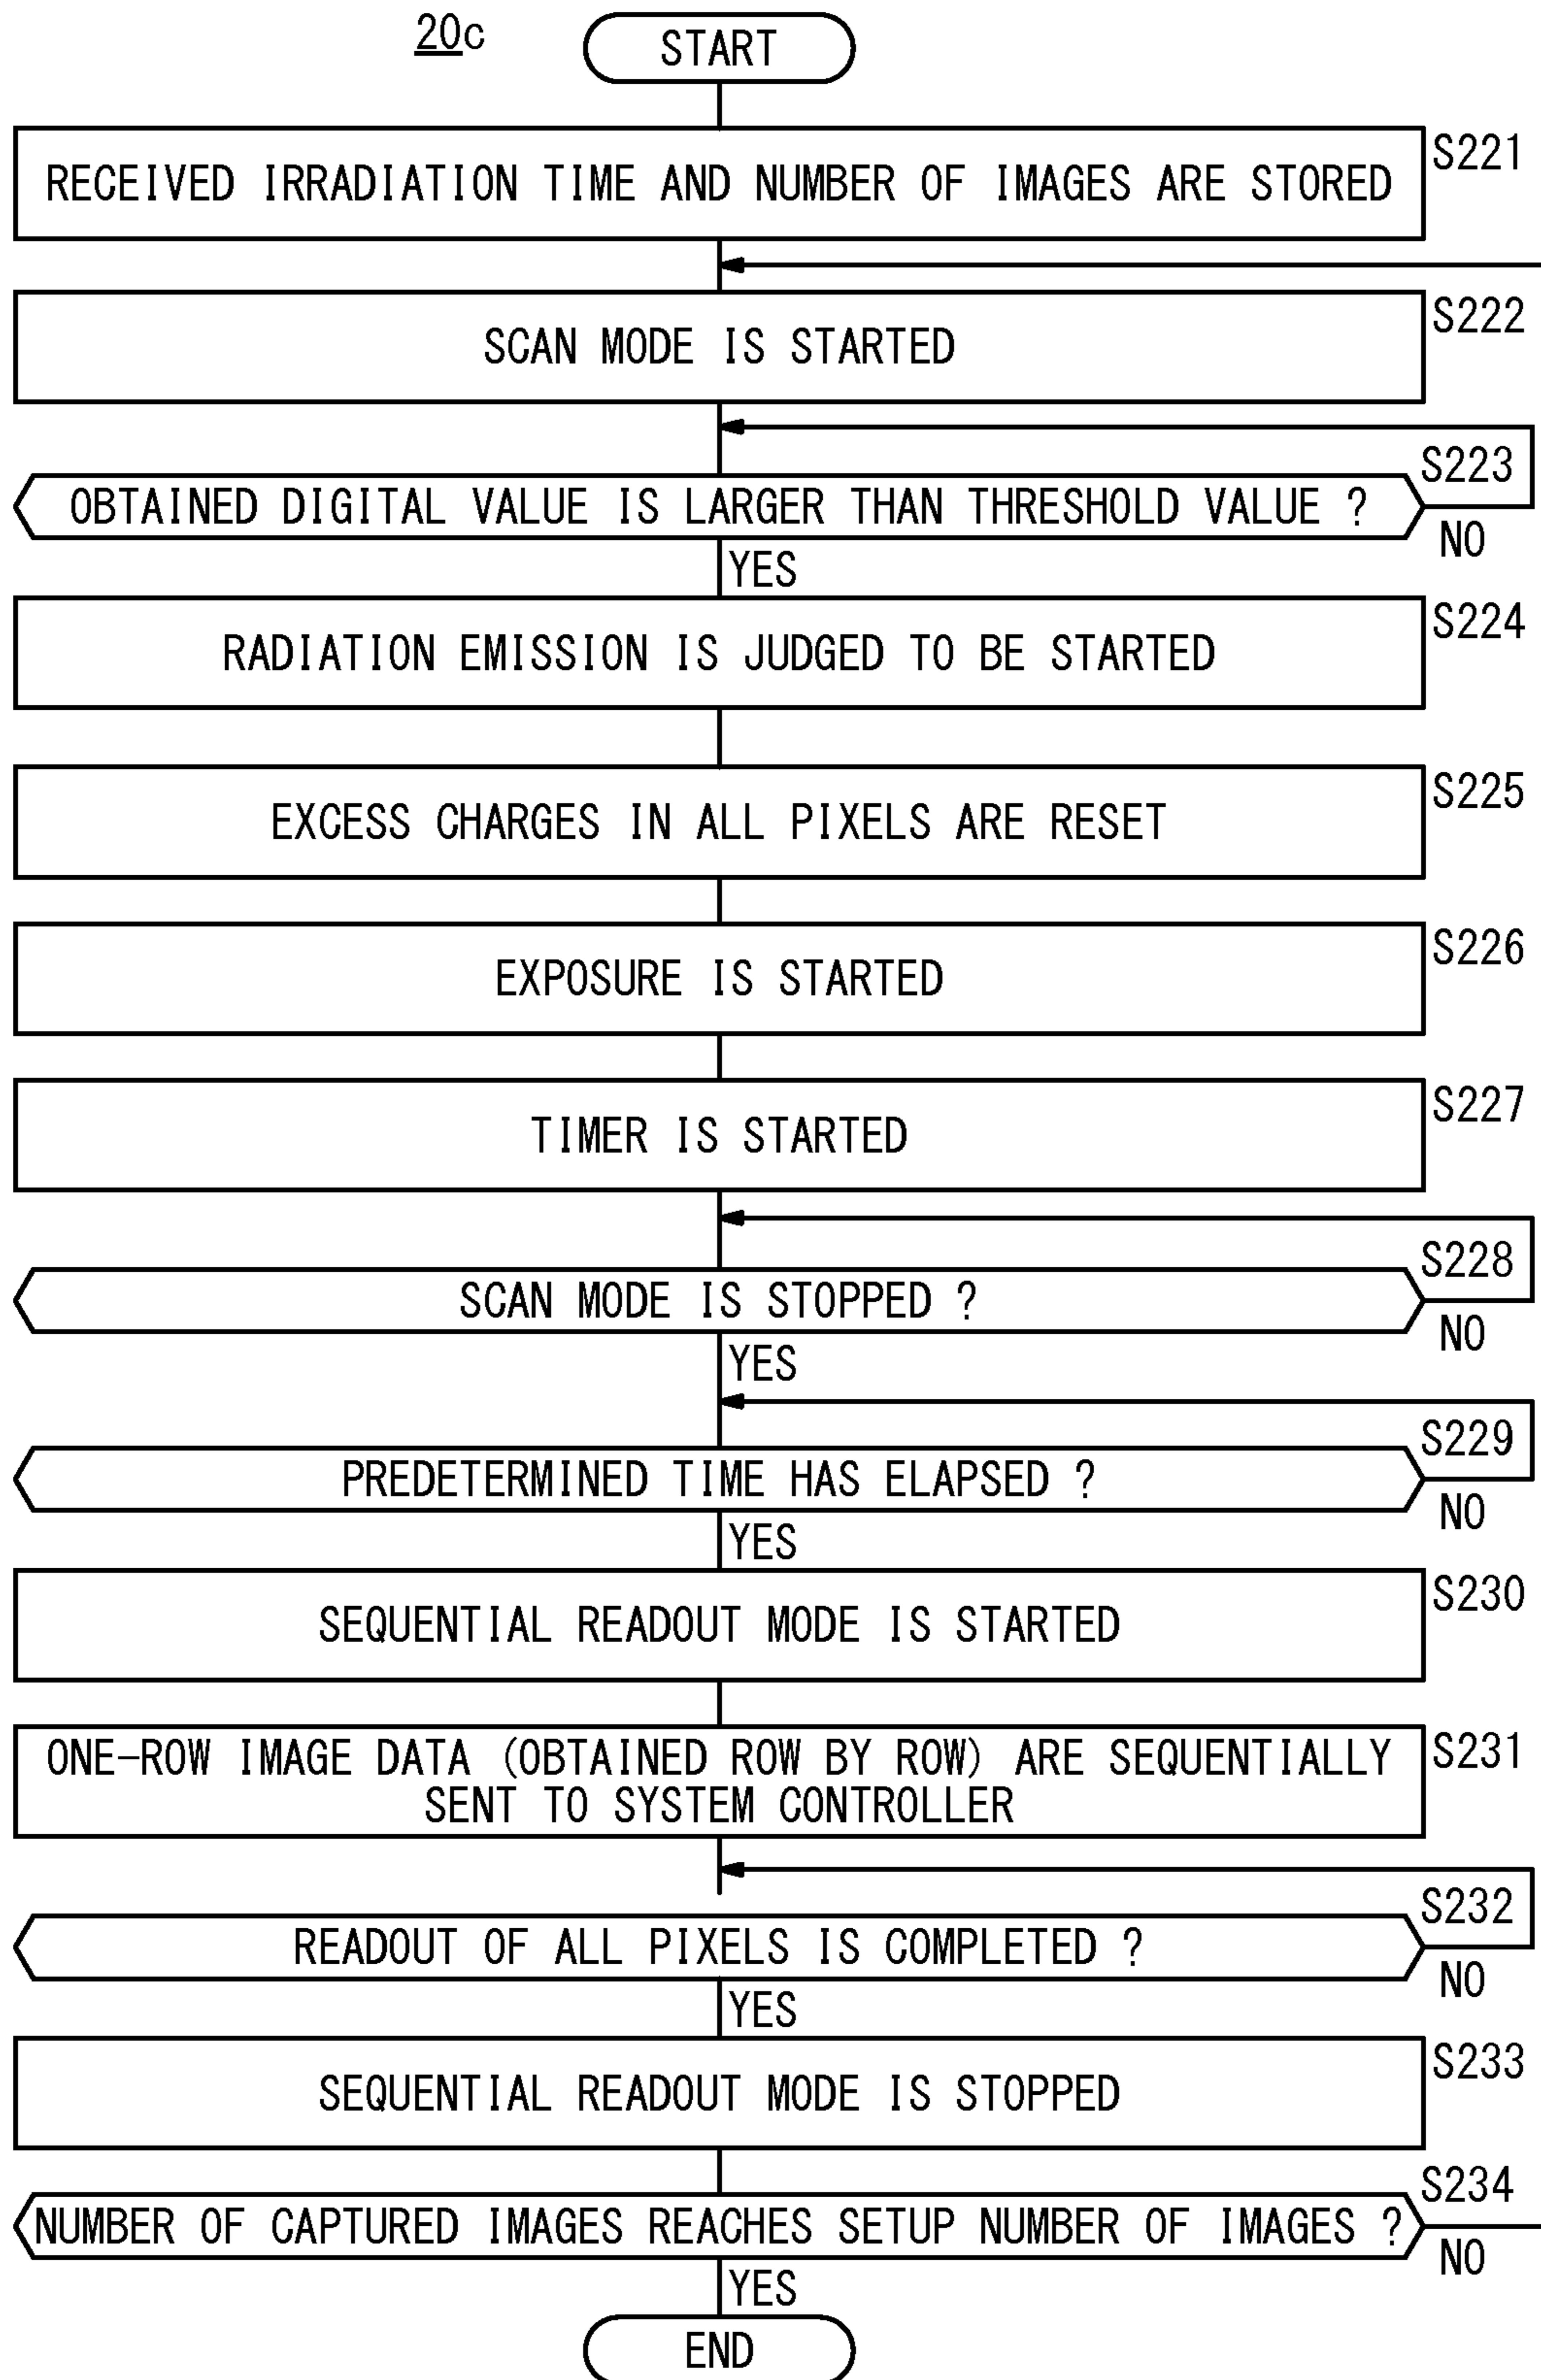 20c
START
RECEIVED IRRADIATION TIME AND NUMBER OF IMAGES ARE STORED
S221
SCAN MODE IS STARTED
S222
OBTAINED DIGITAL VALUE IS LARGER THAN THRESHOLD VALUE ?
S223
NO
YES
RADIATION EMISSION IS JUDGED TO BE STARTED
S224
EXCESS CHARGES IN ALL PIXELS ARE RESET
S225
EXPOSURE IS STARTED
S226
TIMER IS STARTED
S227
SCAN MODE IS STOPPED ?
S228
NO
YES
PREDETERMINED TIME HAS ELAPSED ?
S229
NO
YES
SEQUENTIAL READOUT MODE IS STARTED
S230
ONE-ROW IMAGE DATA (OBTAINED ROW BY ROW) ARE SEQUENTIALLY
SENT TO SYSTEM CONTROLLER
S231
READOUT OF ALL PIXELS IS COMPLETED ?
S232
NO
YES
SEQUENTIAL READOUT MODE IS STOPPED
S233
NUMBER OF CAPTURED IMAGES REACHES SETUP NUMBER OF IMAGES ?
S234
NO
YES
END